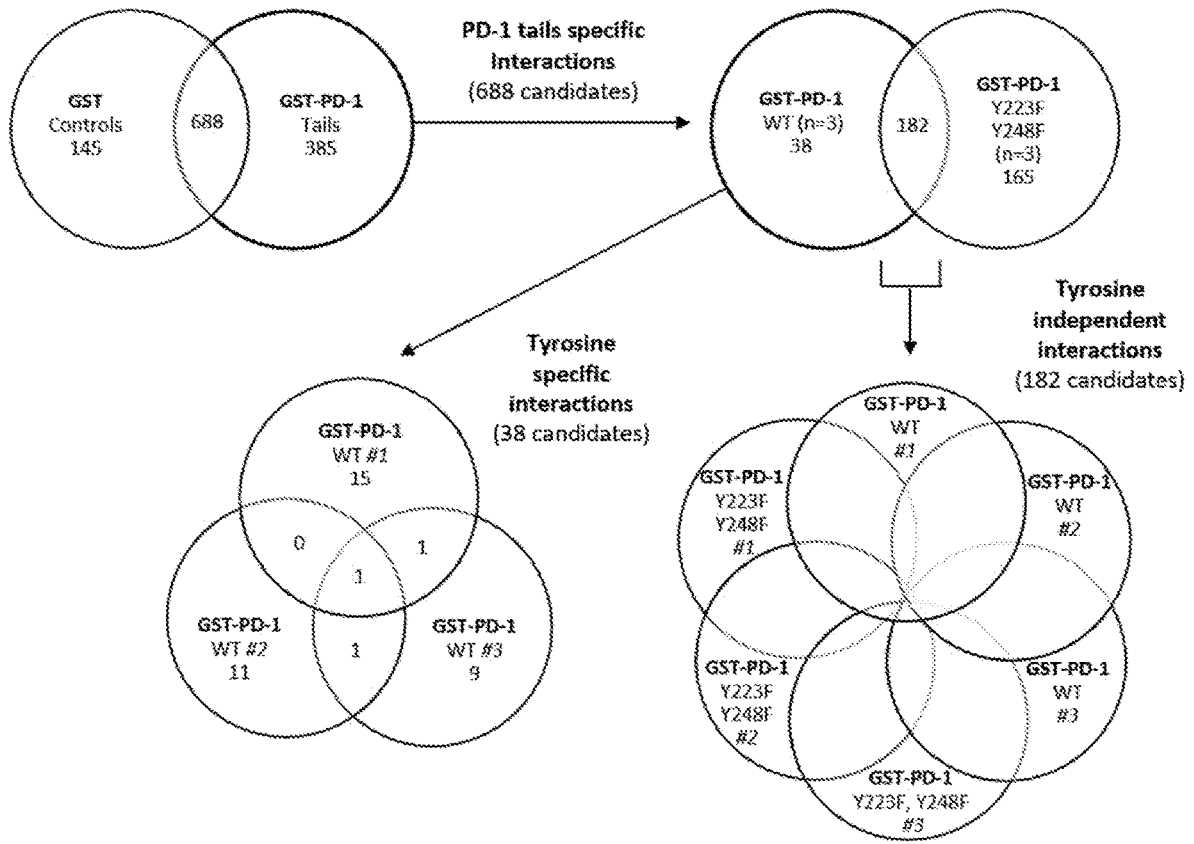 GST
Controls
145
688
GST-PD-1
Tails
385
PD-1 tails specific
Interactions
(688 candidates)
GST-PD-1
WT (n=3)
38
182
GST-PD-1
Y223F
Y248F
(n=3)
165
Tyrosine
specific
interactions
(38 candidates)
Tyrosine
independent
interactions
(182 candidates)
GST-PD-1
WT #1
15
0
1
1
GST-PD-1
WT #2
11
1
GST-PD-1
WT #3
9
GST-PD-1
WT
#1
GST-PD-1
Y223F
Y248F
#1
GST-PD-1
WT
#2
GST-PD-1
Y223F
Y248F
#2
GST-PD-1
WT
#3
GST-PD-1
Y223F, Y248F
#3